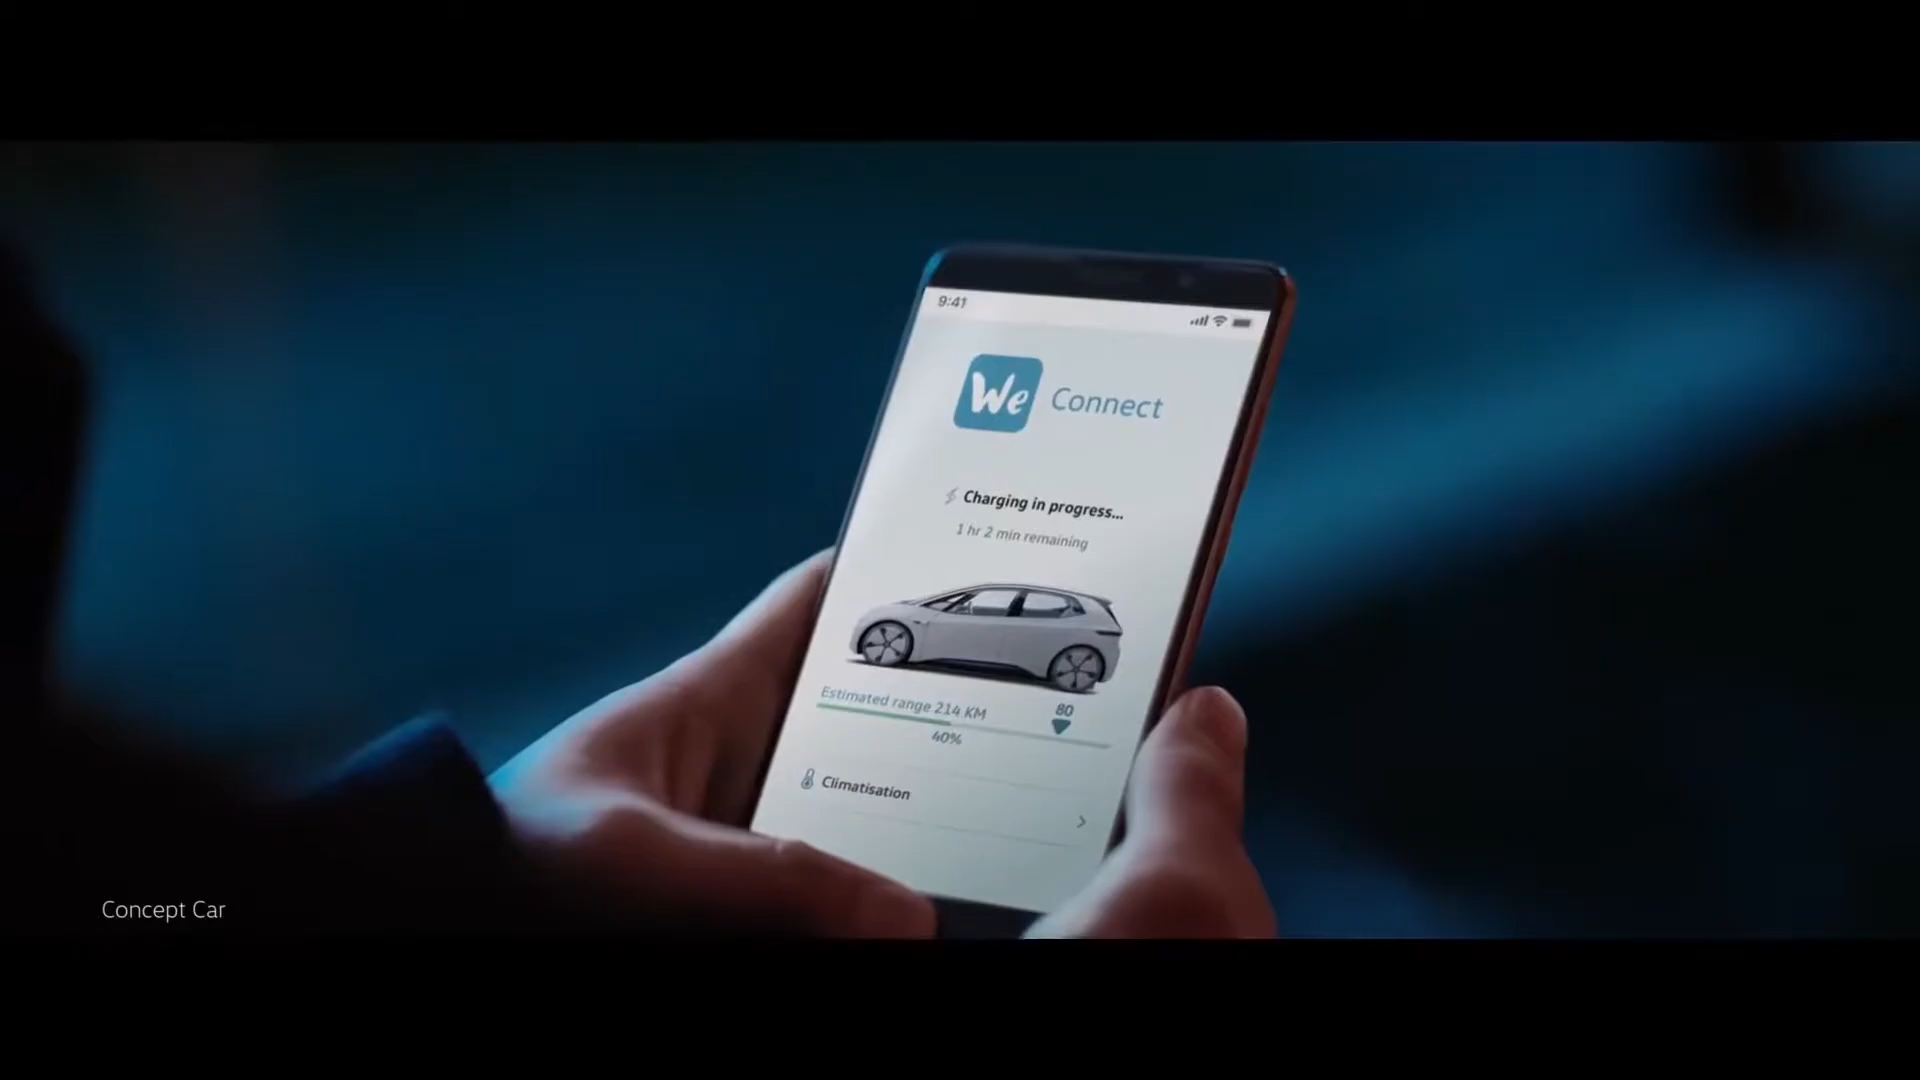 9:41
We Connect
Charging in progress...
1 hr 2 min remaining
Estimated range 214 KM
80
40%
Climatisation
Concept Car